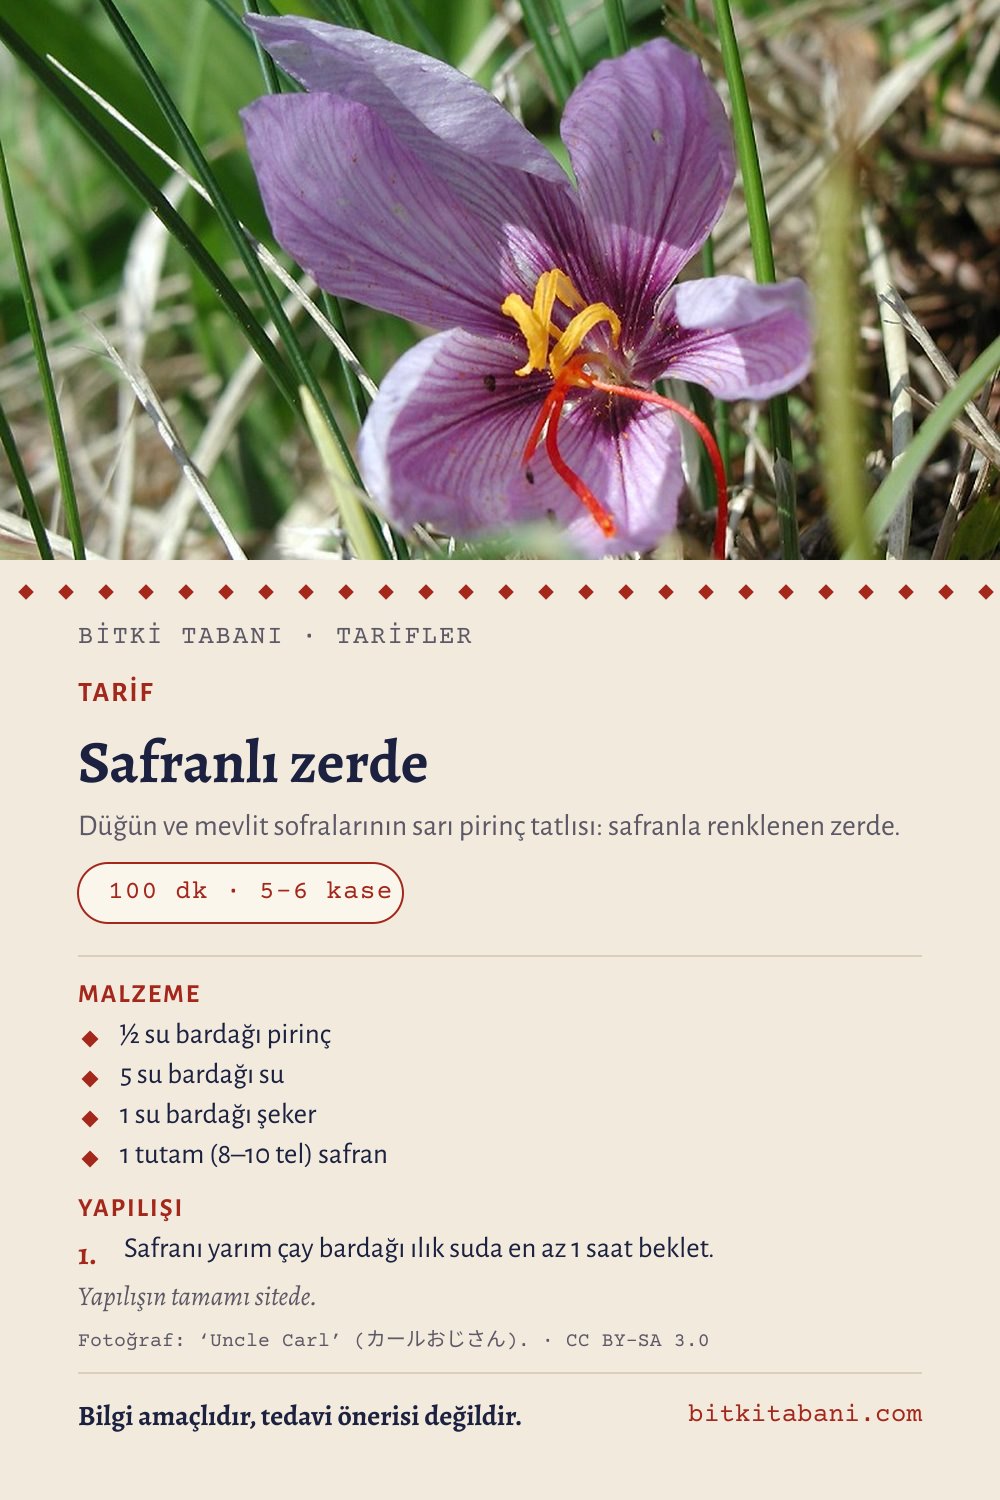 BİTKİ TABANI · TARİFLER
TARİF
Safranlı zerde
Düğün ve mevlit sofralarının sarı pirinç tatlısı: safranla renklenen zerde.
100 dk · 5–6 kase
MALZEME
½ su bardağı pirinç
5 su bardağı su
1 su bardağı şeker
1 tutam (8–10 tel) safran
YAPILIŞI
1. Safranı yarım çay bardağı ılık suda en az 1 saat beklet.
Yapılışın tamamı sitede.
Fotoğraf: ‘Uncle Carl’ (カールおじさん). · CC BY-SA 3.0
Bilgi amaçlıdır, tedavi önerisi değildir.
bitkitabani.com